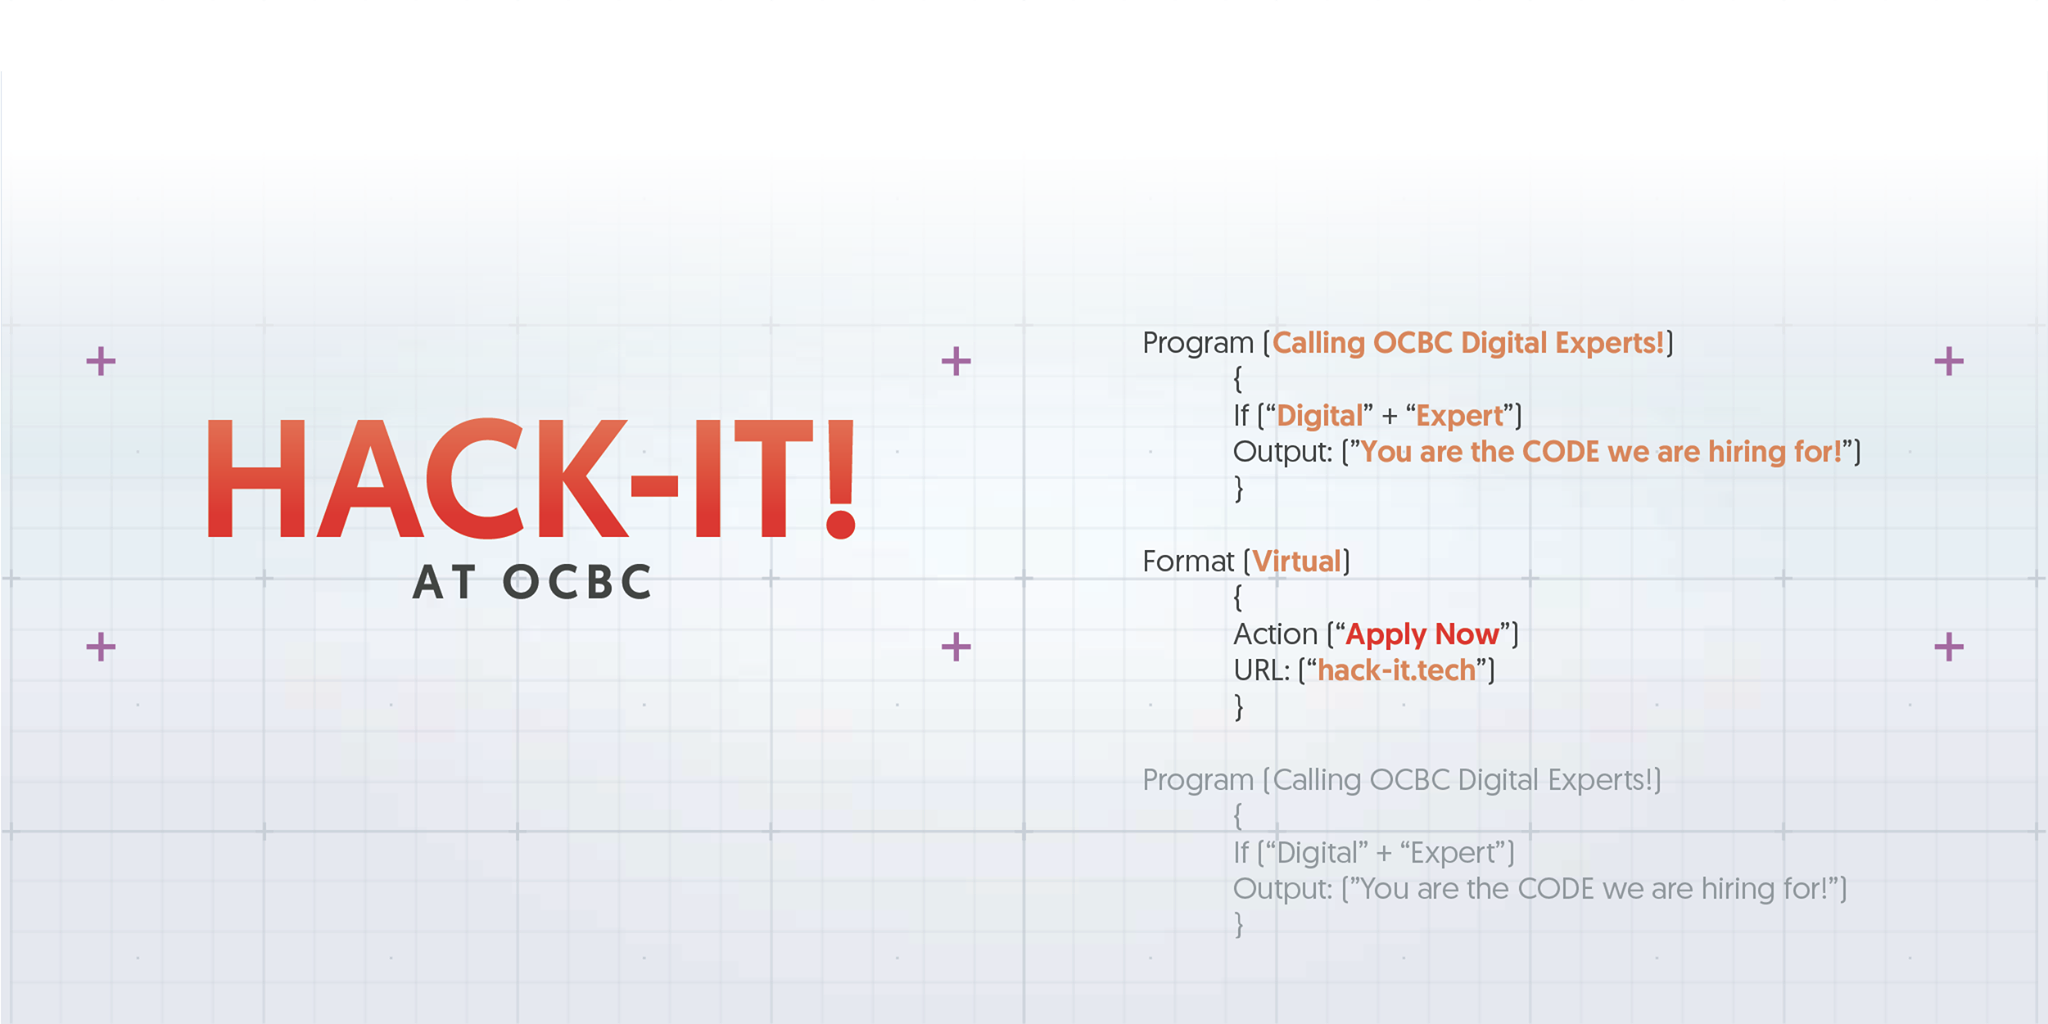 HACK-IT!
AT OCBC
Program (Calling OCBC Digital Experts!)
{
If (“Digital” + “Expert”)
Output: (”You are the CODE we are hiring for!”)
}
Format (Virtual)
{
Action (“Apply Now”)
URL: (“hack-it.tech”)
}
Program (Calling OCBC Digital Experts!)
{
If (“Digital” + “Expert”)
Output: (”You are the CODE we are hiring for!”)
}